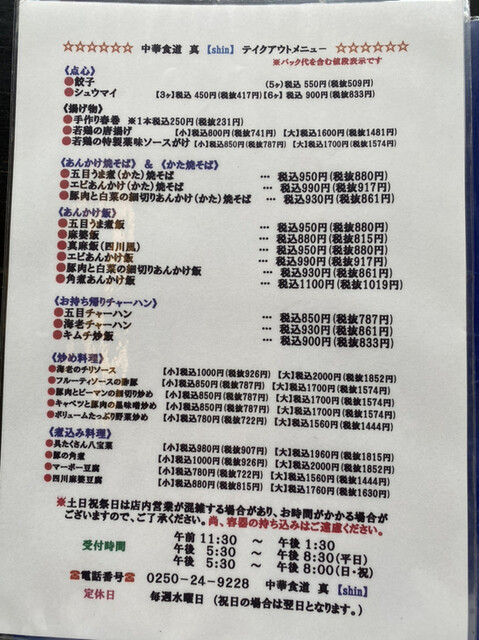 ☆☆☆☆☆☆ 中華食道 真 【shin】 テイクアウトメニュー ☆☆☆☆☆☆
※パック代を含む値段表示です
《点心》
●餃子 (5ヶ)税込 550円(税抜509円)
●シュウマイ 【3ヶ】税込 450円(税抜417円)【6ヶ】税込 900円(税抜833円)
《揚げ物》
●手作り春巻 ※1本税込250円(税抜231円)
●若鶏の唐揚げ 【小】税込800円(税抜741円) 【大】税込1600円(税抜1481円)
●若鶏の特製薬味ソースがけ 【小】税込850円(税抜787円) 【大】税込1700円(税抜1574円)
《あんかけ焼そば》 & 《かた焼そば》
●五目うま煮(かた)焼そば … 税込950円(税抜880円)
●エビあんかけ(かた)焼そば … 税込990円(税抜917円)
●豚肉と白菜の細切りあんかけ(かた)焼そば … 税込930円(税抜861円)
《あんかけ飯》
●五目うま煮飯 … 税込950円(税抜880円)
●麻婆飯 … 税込880円(税抜815円)
●真麻飯(四川風) … 税込950円(税抜880円)
●エビあんかけ飯 … 税込990円(税抜917円)
●豚肉と白菜の細切りあんかけ飯 … 税込930円(税抜861円)
●角煮あんかけ飯 … 税込1100円(税抜1019円)
《お持ち帰りチャーハン》
●五目チャーハン … 税込850円(税抜787円)
●海老チャーハン … 税込930円(税抜861円)
●キムチ炒飯 … 税込900円(税抜833円)
《炒め料理》
●海老のチリソース 【小】税込1000円(税抜926円) 【大】税込2000円(税抜1852円)
●フルーティソースの酢豚 【小】税込850円(税抜787円) 【大】税込1700円(税抜1574円)
●豚肉とピーマンの細切り炒め 【小】税込850円(税抜787円) 【大】税込1700円(税抜1574円)
●キャベツと豚肉の風味噌炒め 【小】税込850円(税抜787円) 【大】税込1700円(税抜1574円)
●ボリュームたっぷり野菜炒め 【小】税込780円(税抜722円) 【大】税込1560円(税抜1444円)
《煮込み料理》
●具たくさん八宝菜 【小】税込980円(税抜907円) 【大】税込1960円(税抜1815円)
●豚の角煮 【小】税込1000円(税抜926円) 【大】税込2000円(税抜1852円)
●マーボー豆腐 【小】税込780円(税抜722円) 【大】税込1560円(税抜1444円)
●四川麻婆豆腐 【小】税込880円(税抜815円) 【大】税込1760円(税抜1630円)
※土日祝祭日は店内営業が混雑する場合があり、お時間がかかる場合が
ございますので、ご了承ください。尚、容器の持ち込みはご遠慮ください。
受付時間 午前 11:30 ～ 午後 1:30
午後 5:30 ～ 午後 8:30(平日)
午後 5:30 ～ 午後 8:00(日・祝)
☎電話番号☎ 0250-24-9228 中華食道 真 【shin】
定休日 毎週水曜日 (祝日の場合は翌日となります。)